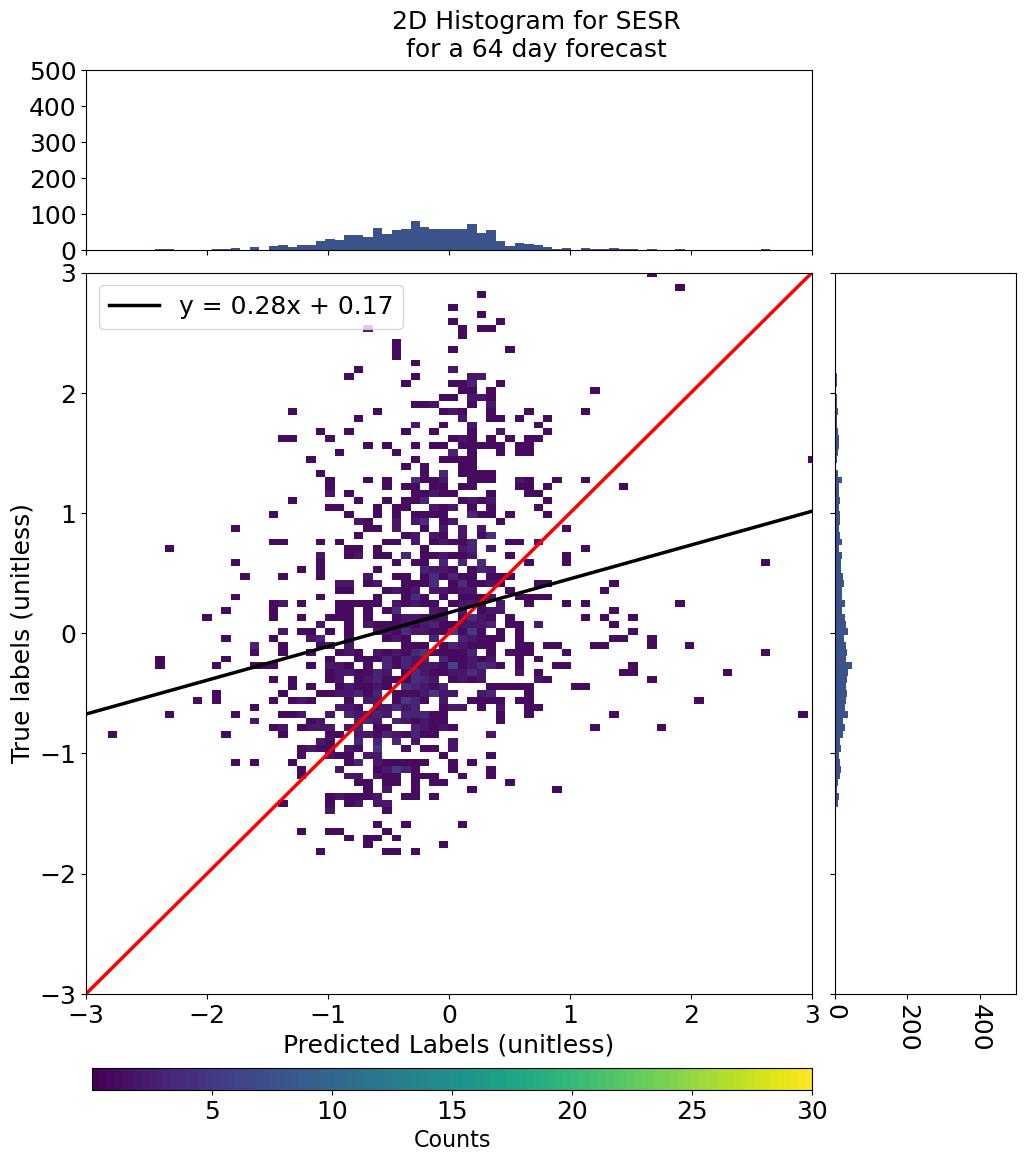 2D Histogram for SESR
for a 64 day forecast
500
400
300
200
100
0
3
2
1
0
−1
−2
−3
y = 0.28x + 0.17
True labels (unitless)
−3 −2 −1 0 1 2 3
Predicted Labels (unitless)
0 200 400
5 10 15 20 25 30
Counts